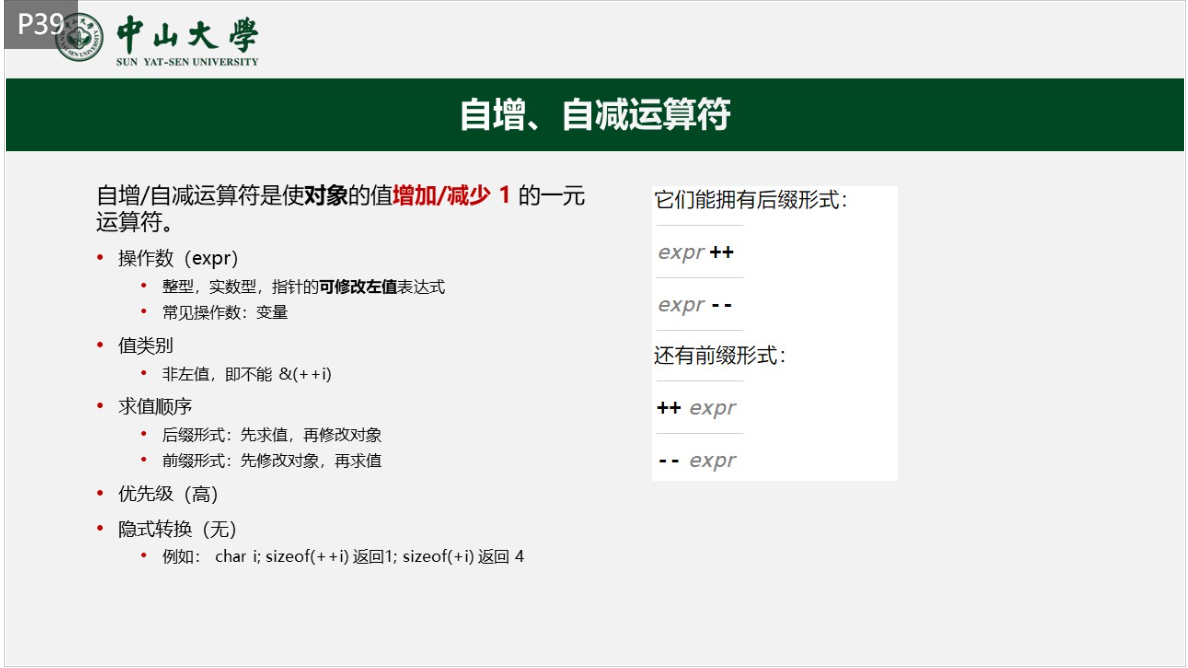 P39
中山大學
SUN YAT-SEN UNIVERSITY
自增、自减运算符
自增/自减运算符是使对象的值增加/减少 1 的一元
运算符。
• 操作数（expr）
• 整型，实数型，指针的可修改左值表达式
• 常见操作数：变量
• 值类别
• 非左值，即不能 &(++i)
• 求值顺序
• 后缀形式：先求值，再修改对象
• 前缀形式：先修改对象，再求值
• 优先级（高）
• 隐式转换（无）
• 例如： char i; sizeof(++i) 返回1; sizeof(+i) 返回 4
它们能拥有后缀形式：
expr ++
expr --
还有前缀形式：
++ expr
-- expr